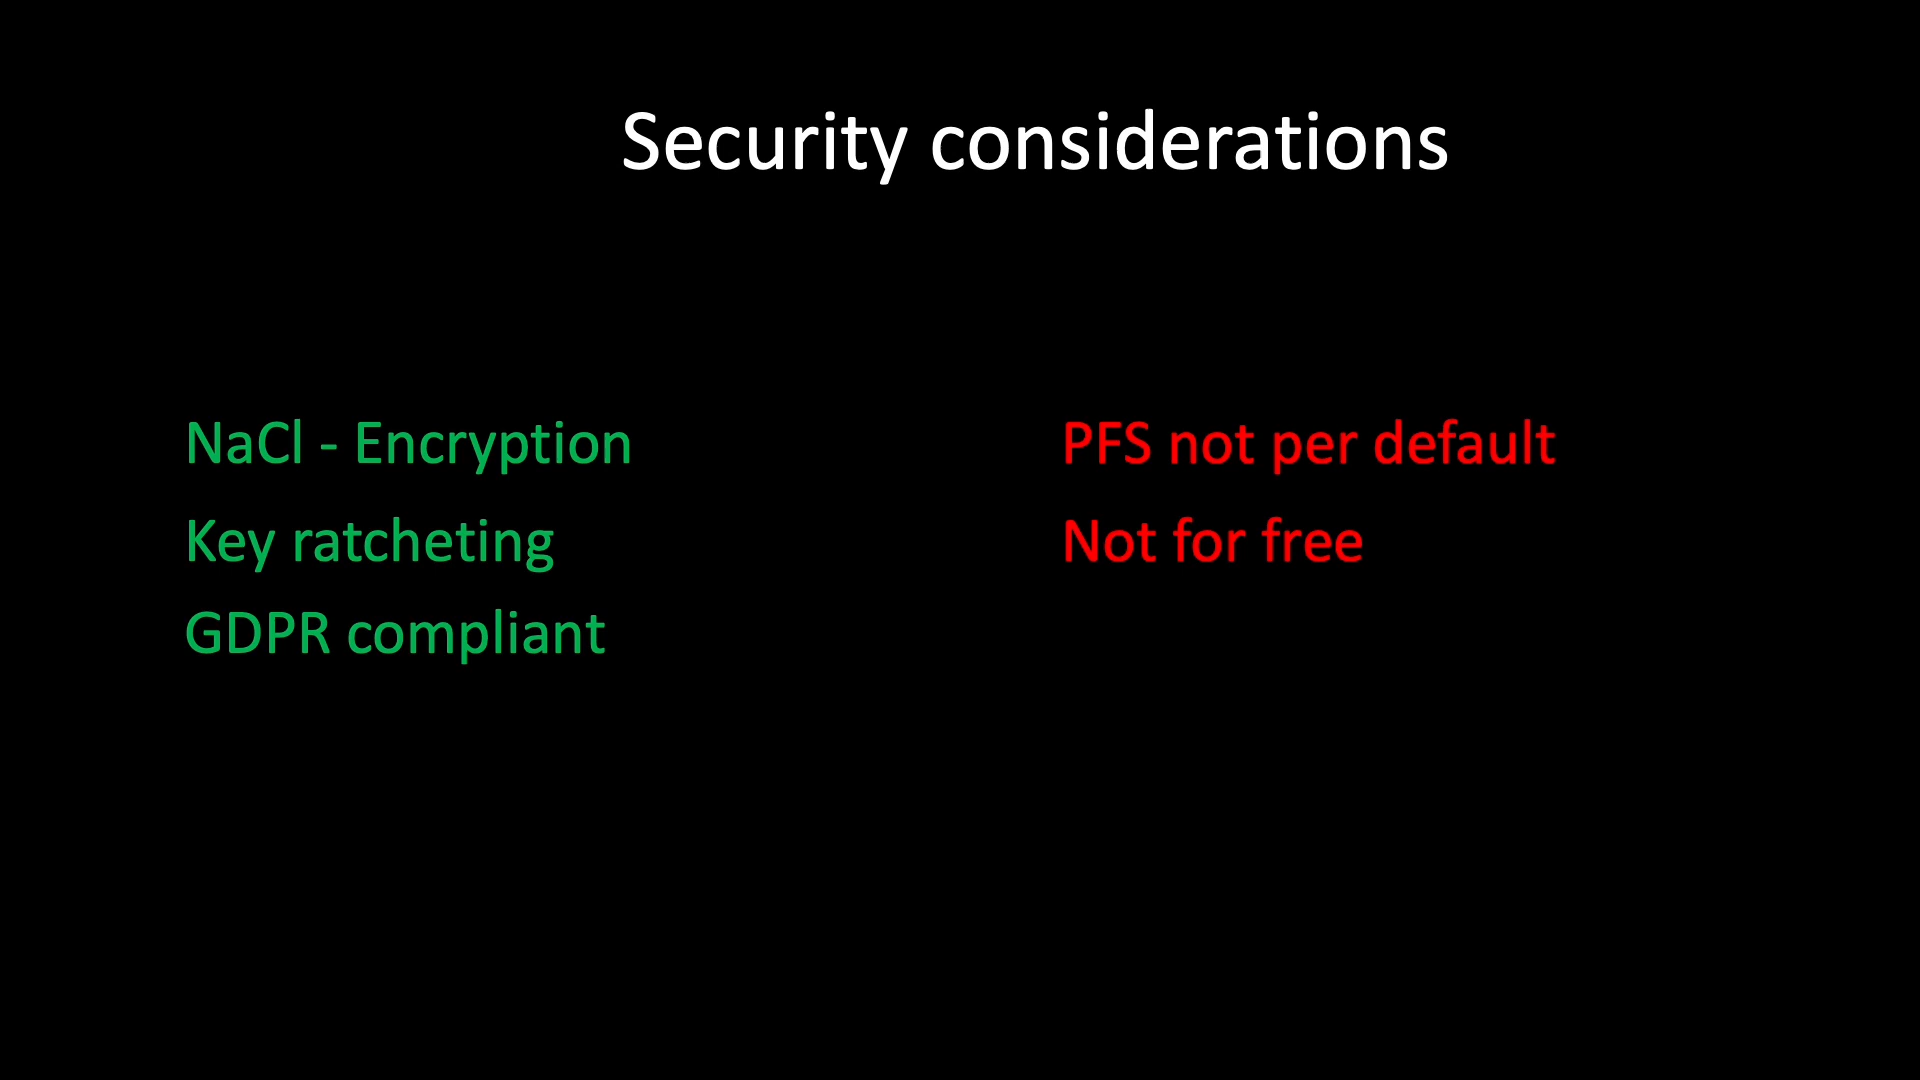 Security considerations
NaCl - Encryption
Key ratcheting
GDPR compliant
PFS not per default
Not for free